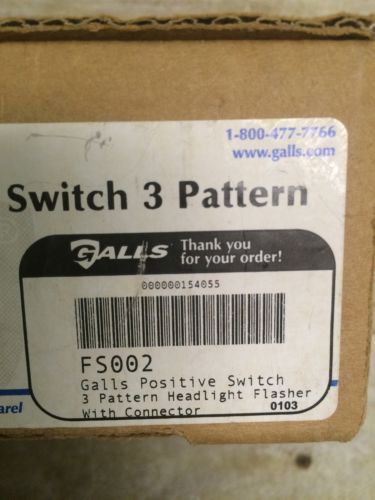 1-800-477-7766
www.galls.com
Switch 3 Pattern
GALLS
Thank you
for your order!
000000154055
FS002
Galls Positive Switch
3 Pattern Headlight Flasher
With Connector
0103
arel